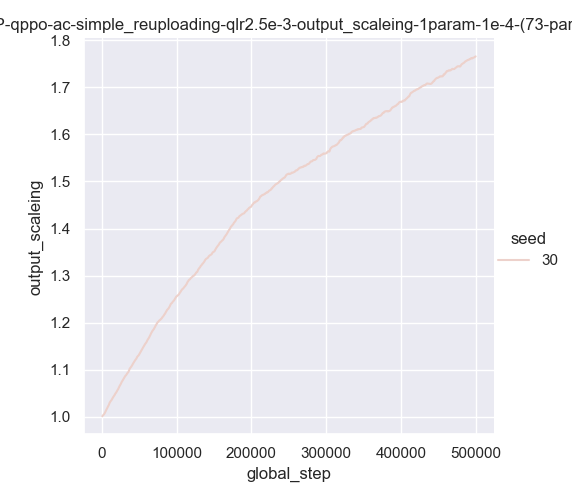 P-qppo-ac-simple_reuploading-qlr2.5e-3-output_scaleing-1param-1e-4-(73-par
1.8
1.7
1.6
1.5
1.4
1.3
1.2
1.1
1.0
output_scaleing
0 100000 200000 300000 400000 500000
global_step
seed
30